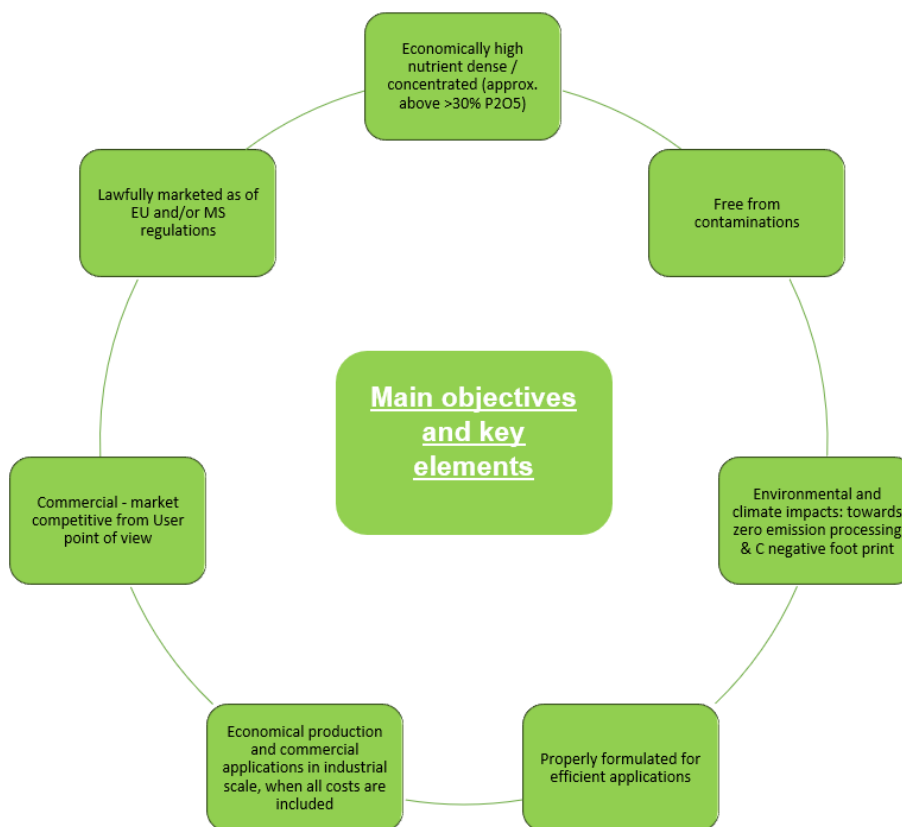 Economically high
nutrient dense /
concentrated (approx.
above >30% P2O5)
Free from
contaminations
Environmental and
climate impacts: towards
zero emission processing
& C negative foot print
Properly formulated for
efficient applications
Economical production
and commercial
applications in industrial
scale, when all costs are
included
Commercial - market
competitive from User
point of view
Lawfully marketed as of
EU and/or MS
regulations
Main objectives
and key
elements